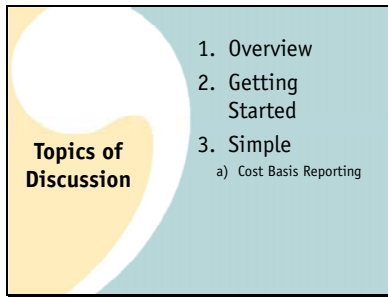 Topics of
Discussion
1. Overview
2. Getting
Started
3. Simple
a) Cost Basis Reporting